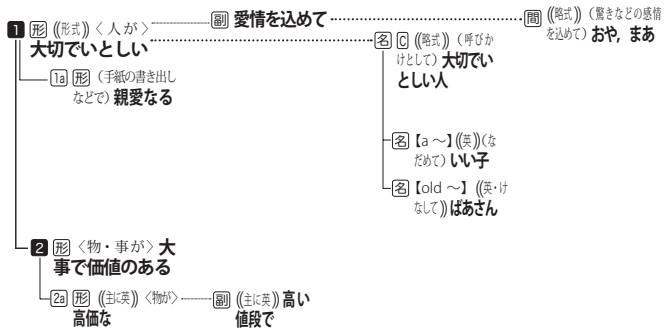 1 形 ⸨形式⸩〈人が〉
大切でいとしい
副 愛情を込めて
名 C ⸨略式⸩（呼びか
けとして）大切でい
としい人
間 ⸨略式⸩（驚きなどの感情
を込めて）おや，まあ
1a 形（手紙の書き出し
などで）親愛なる
名【a ～】⸨英⸩（な
だめて）いい子
名【old ～】⸨英・け
なして⸩ばあさん
2 形〈物・事が〉大
事で価値のある
2a 形 ⸨主に英⸩〈物が〉
高価な
副 ⸨主に英⸩高い
値段で